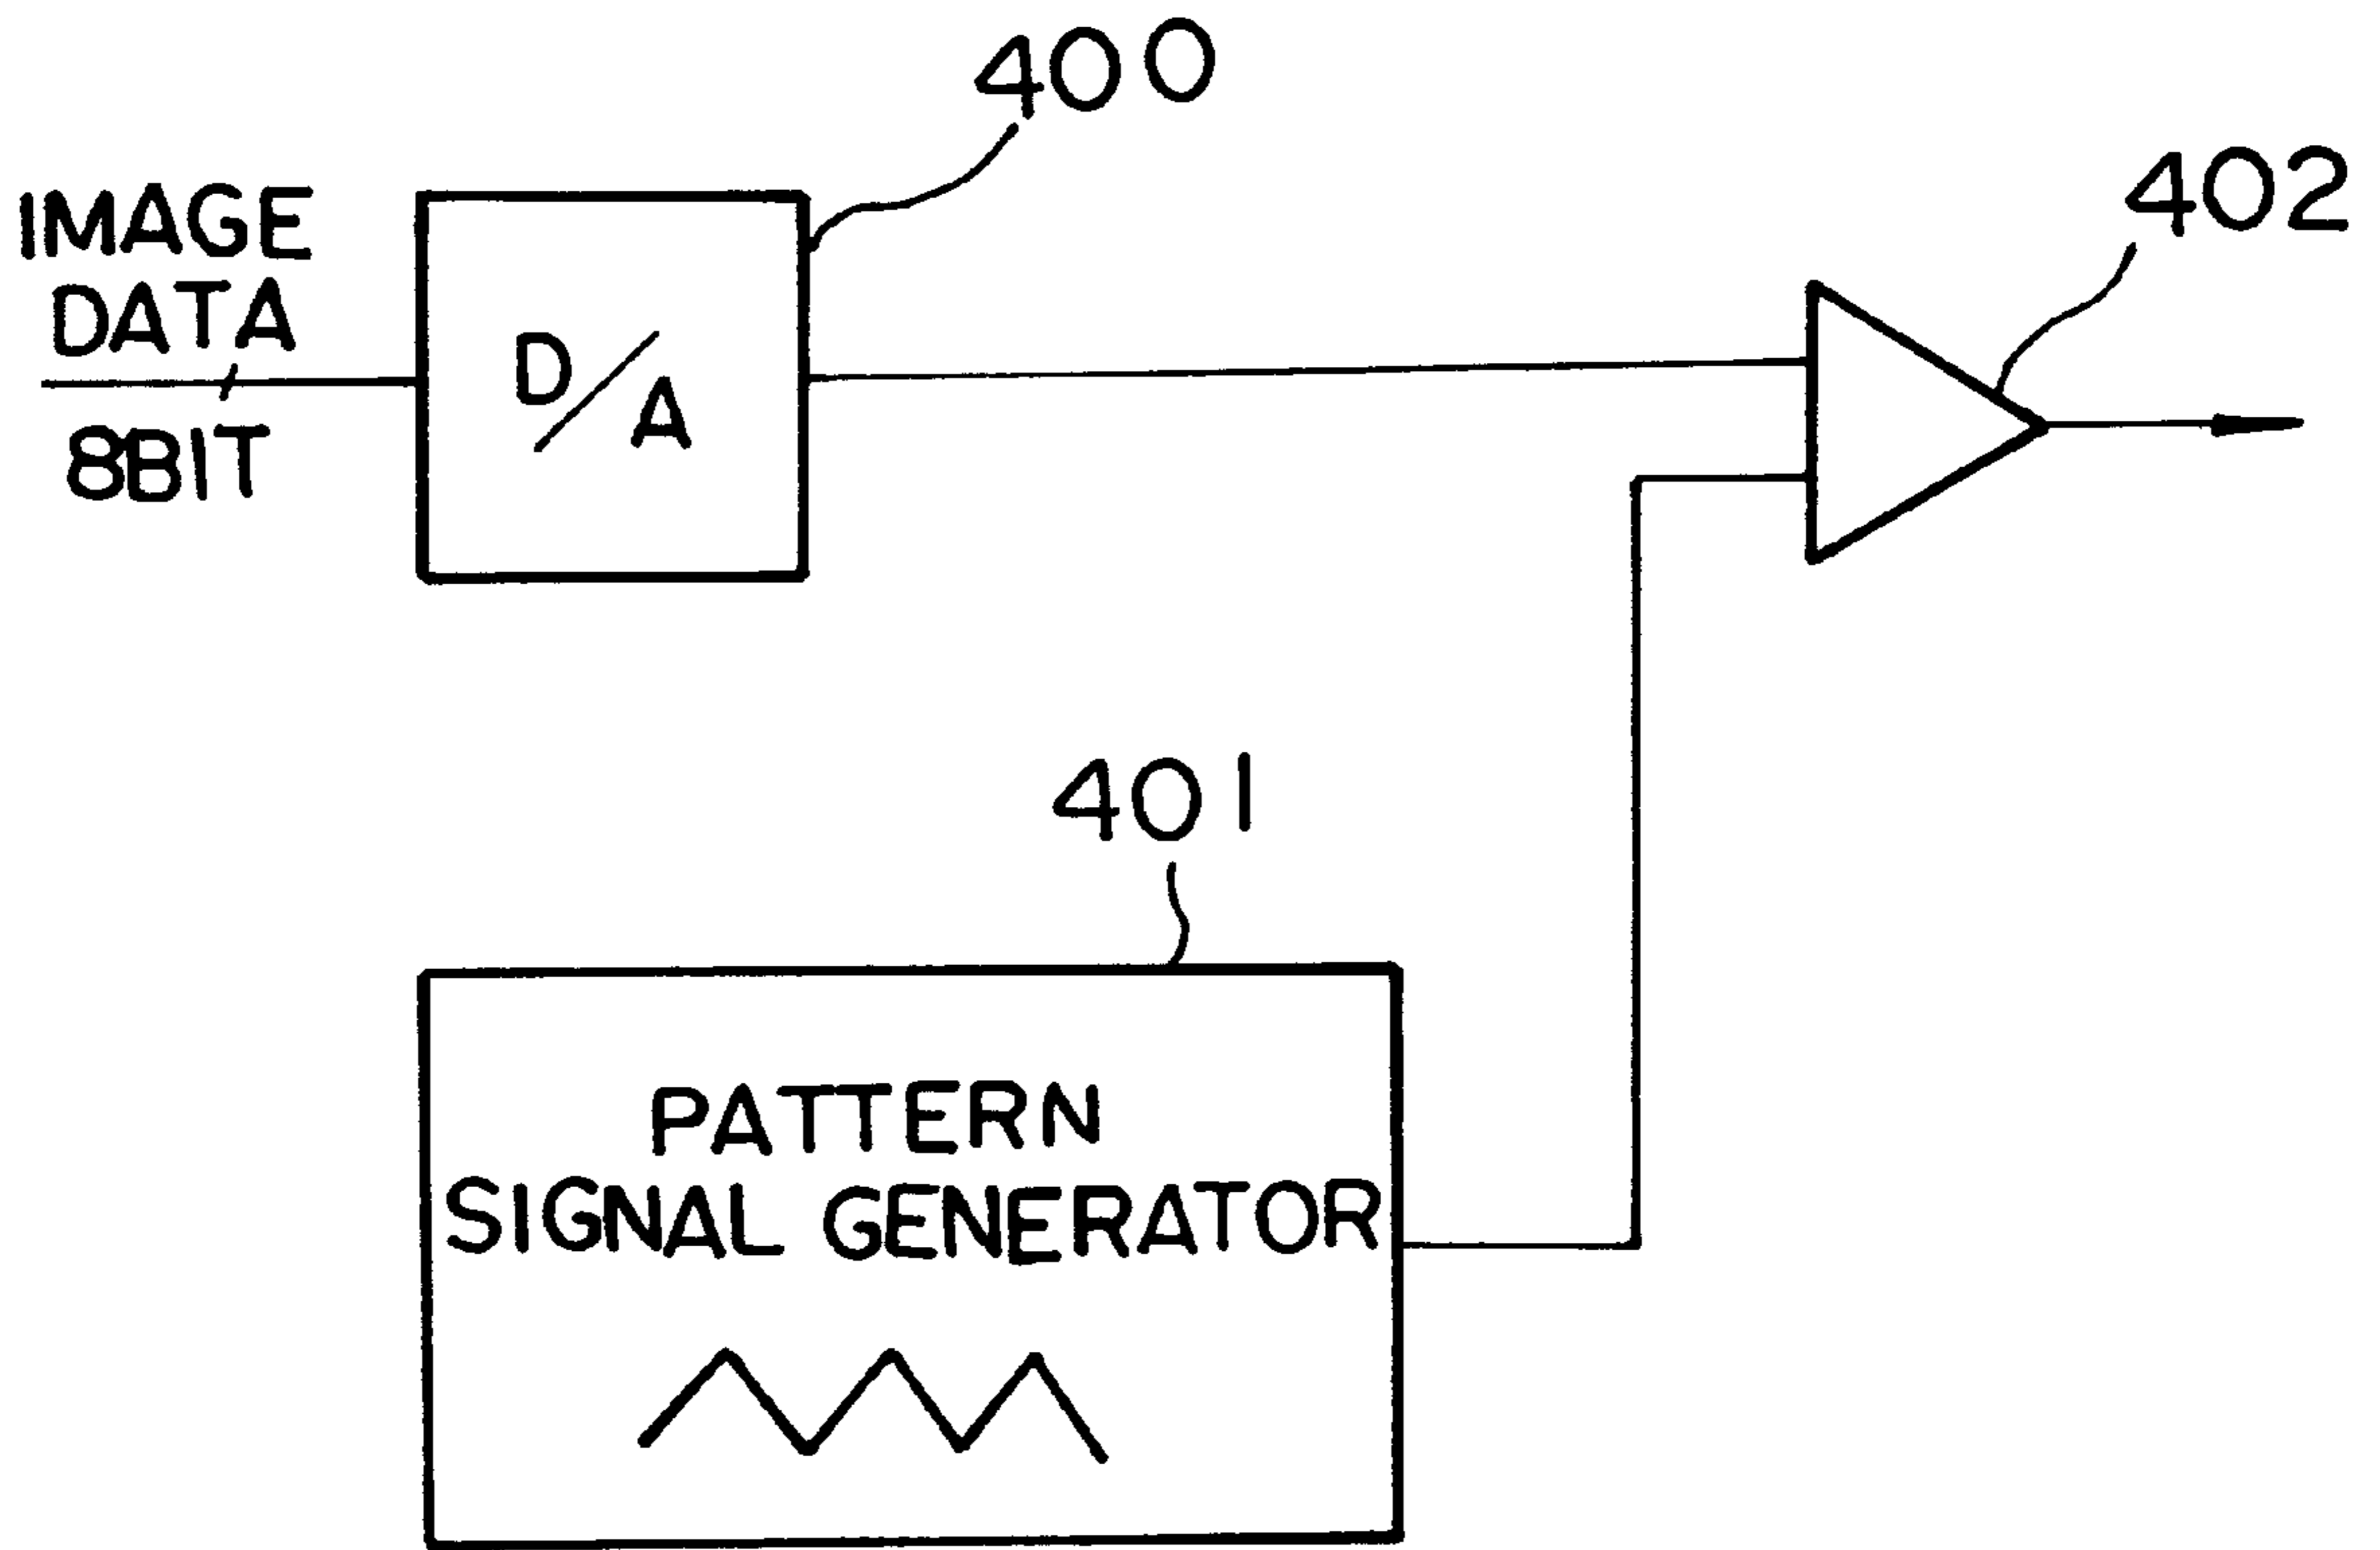 400
402
IMAGE
DATA
8BIT
D/A
401
PATTERN
SIGNAL GENERATOR